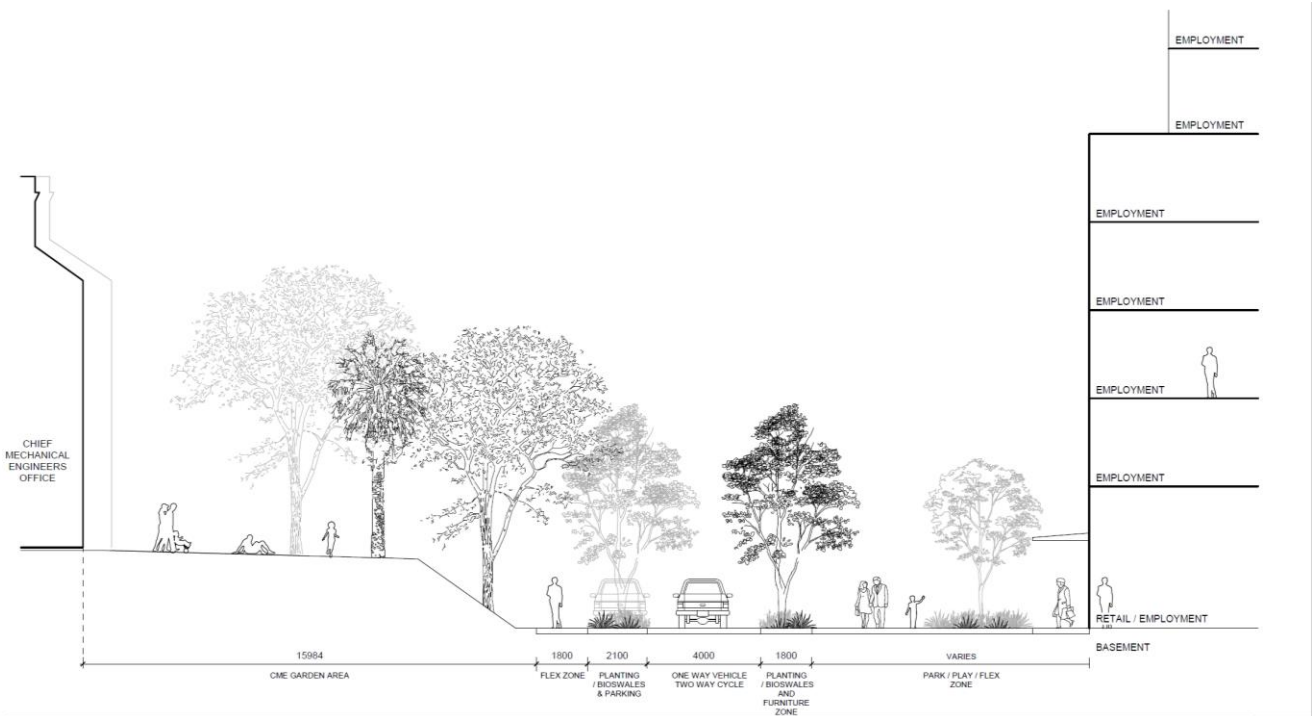 EMPLOYMENT
EMPLOYMENT
EMPLOYMENT
EMPLOYMENT
EMPLOYMENT
EMPLOYMENT
CHIEF
MECHANICAL
ENGINEERS
OFFICE
RETAIL / EMPLOYMENT
BASEMENT
15984
CME GARDEN AREA
1800
FLEX ZONE
2100
PLANTING
/ BIOSWALES
& PARKING
4000
ONE WAY VEHICLE
TWO WAY CYCLE
1800
PLANTING
/ BIOSWALES
AND
FURNITURE
ZONE
VARIES
PARK / PLAY / FLEX
ZONE